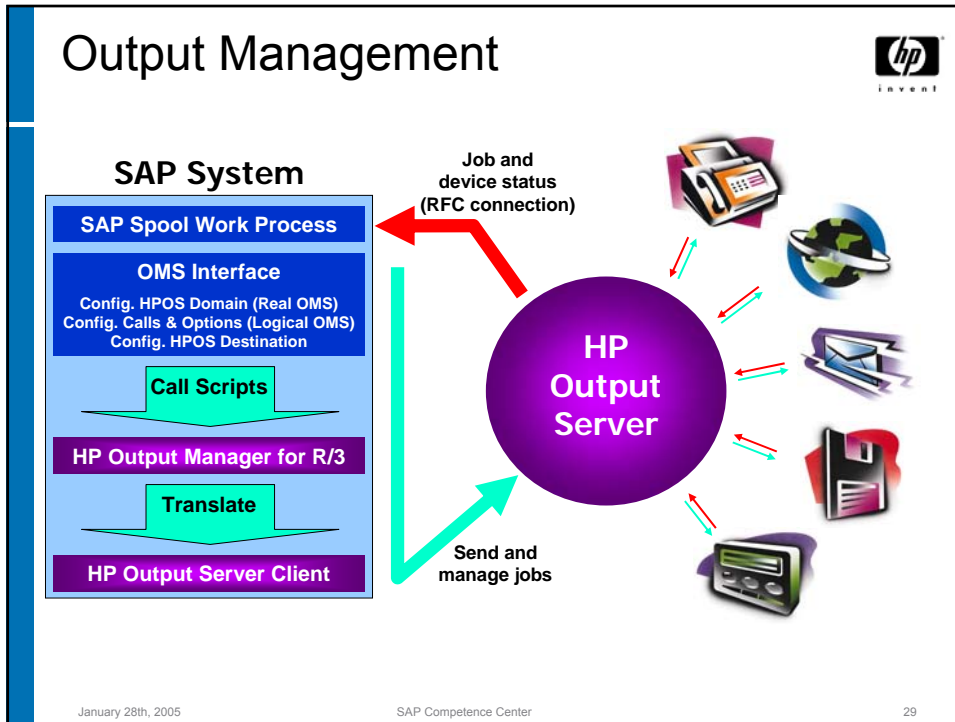 Output Management
hp
invent
SAP System
SAP Spool Work Process
OMS Interface
Config. HPOS Domain (Real OMS)
Config. Calls & Options (Logical OMS)
Config. HPOS Destination
Call Scripts
HP Output Manager for R/3
Translate
HP Output Server Client
Job and
device status
(RFC connection)
Send and
manage jobs
HP
Output
Server
January 28th, 2005
SAP Competence Center
29